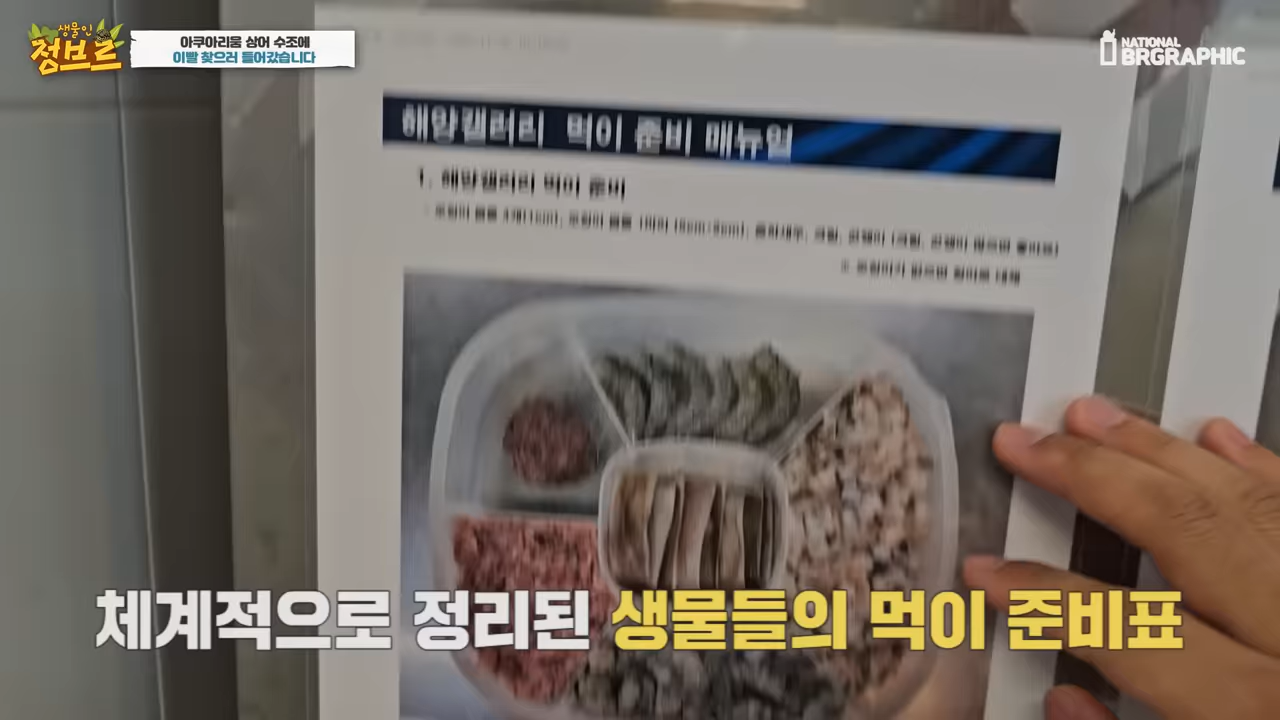 생물인
정브르
아쿠아리움 상어 수조에
이빨 찾으러 들어갔습니다
NATIONAL
BRGRAPHIC
해양갤러리 먹이 준비 매뉴얼
1. 해양갤러리 먹이 준비
체계적으로 정리된 생물들의 먹이 준비표